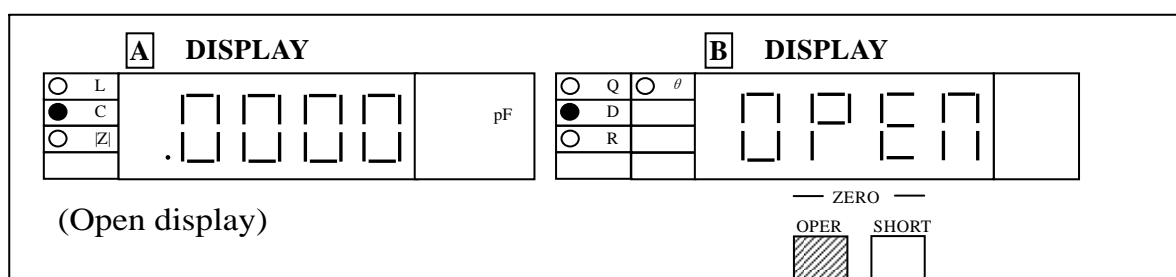 A DISPLAY
B DISPLAY
L
C
|Z|
.0000
pF
Q θ
D
R
OPEN
(Open display)
ZERO
OPER SHORT